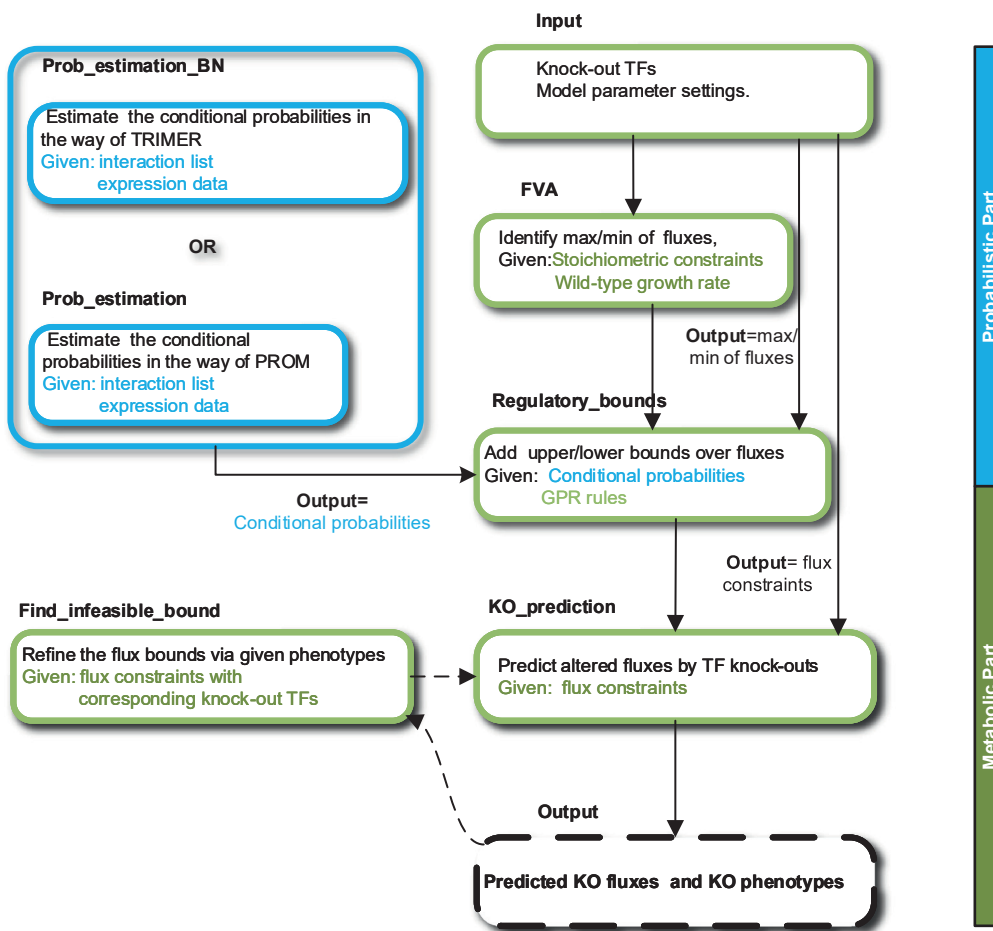 Input
Knock-out TFs
Model parameter settings.
Prob_estimation_BN
Estimate the conditional probabilities in
the way of TRIMER
Given: interaction list
expression data
OR
Prob_estimation
Estimate the conditional
probabilities in the way of PROM
Given: interaction list
expression data
Output=
Conditional probabilities
FVA
Identify max/min of fluxes,
Given:Stoichiometric constraints
Wild-type growth rate
Output=max/
min of fluxes
Regulatory_bounds
Add upper/lower bounds over fluxes
Given: Conditional probabilities
GPR rules
Output= flux
constraints
Find_infeasible_bound
Refine the flux bounds via given phenotypes
Given: flux constraints with
corresponding knock-out TFs
KO_prediction
Predict altered fluxes by TF knock-outs
Given: flux constraints
Output
Predicted KO fluxes and KO phenotypes
Probabilistic Part
Metabolic Part